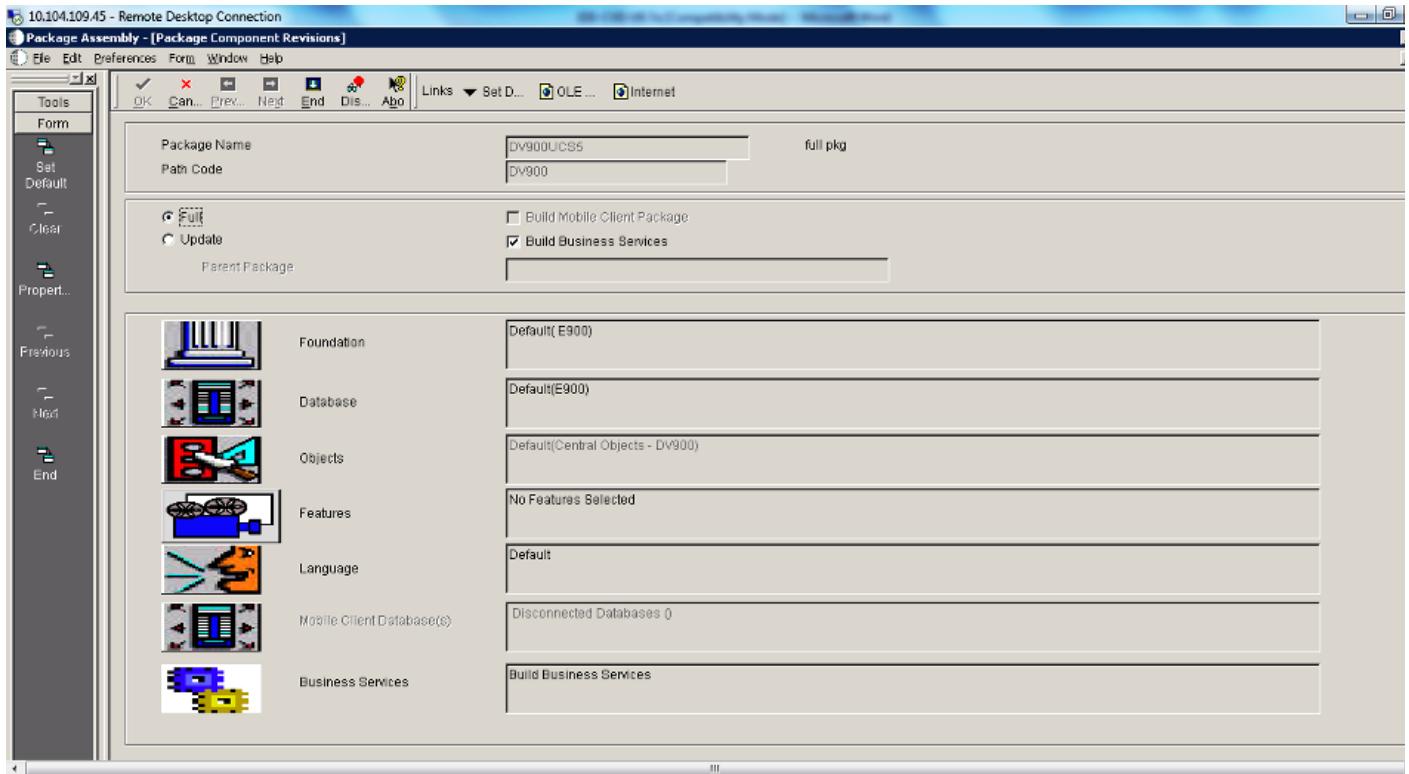 10.104.109.45 - Remote Desktop Connection
Package Assembly - [Package Component Revisions]
File Edit Preferences Form Window Help
Tools
Form
Set Default
Clear
Propert...
Previous
Next
End
OK Can... Prev... Next End Dis... Abo Links Set D... OLE ... Internet
Package Name DV900UCS5 full pkg
Path Code DV900
Full Build Mobile Client Package
Update Build Business Services
Parent Package
Foundation Default( E900)
Database Default(E900)
Objects Default(Central Objects - DV900)
Features No Features Selected
Language Default
Mobile Client Database(s) Disconnected Databases ()
Business Services Build Business Services